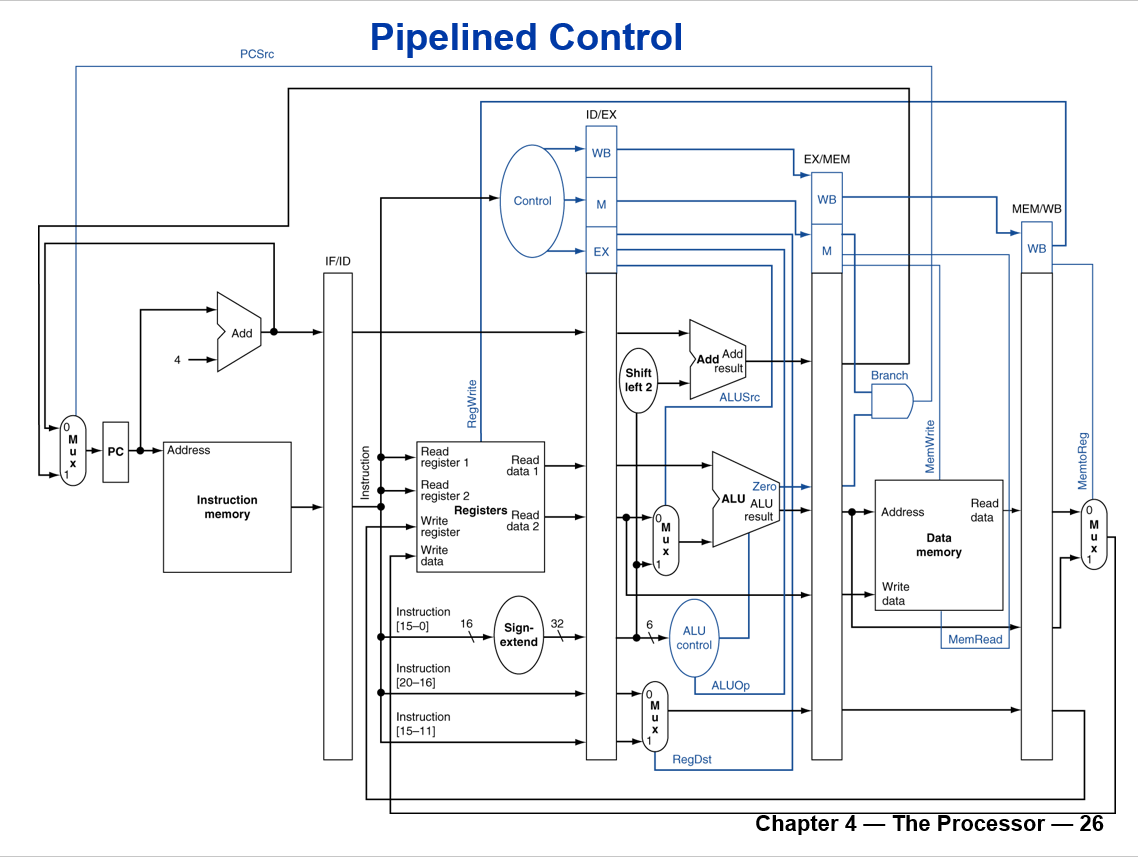 Pipelined Control
PCSrc
ID/EX
WB
EX/MEM
Control
M
WB
MEM/WB
EX
M
WB
IF/ID
Add
4
Add
Add
result
Shift
left 2
Branch
ALUSrc
RegWrite
MemWrite
MemtoReg
0
M
u
x
1
PC
Address
Instruction
memory
Instruction
Read
register 1
Read
register 2
Write
register
Write
data
Registers
Read
data 1
Read
data 2
0
M
u
x
1
Zero
ALU
ALU
result
Address
Read
data
Data
memory
Write
data
0
M
u
x
1
Instruction
[15–0]
16
Sign-
extend
32
6
ALU
control
MemRead
Instruction
[20–16]
ALUOp
0
M
u
x
1
Instruction
[15–11]
RegDst
Chapter 4 — The Processor — 26